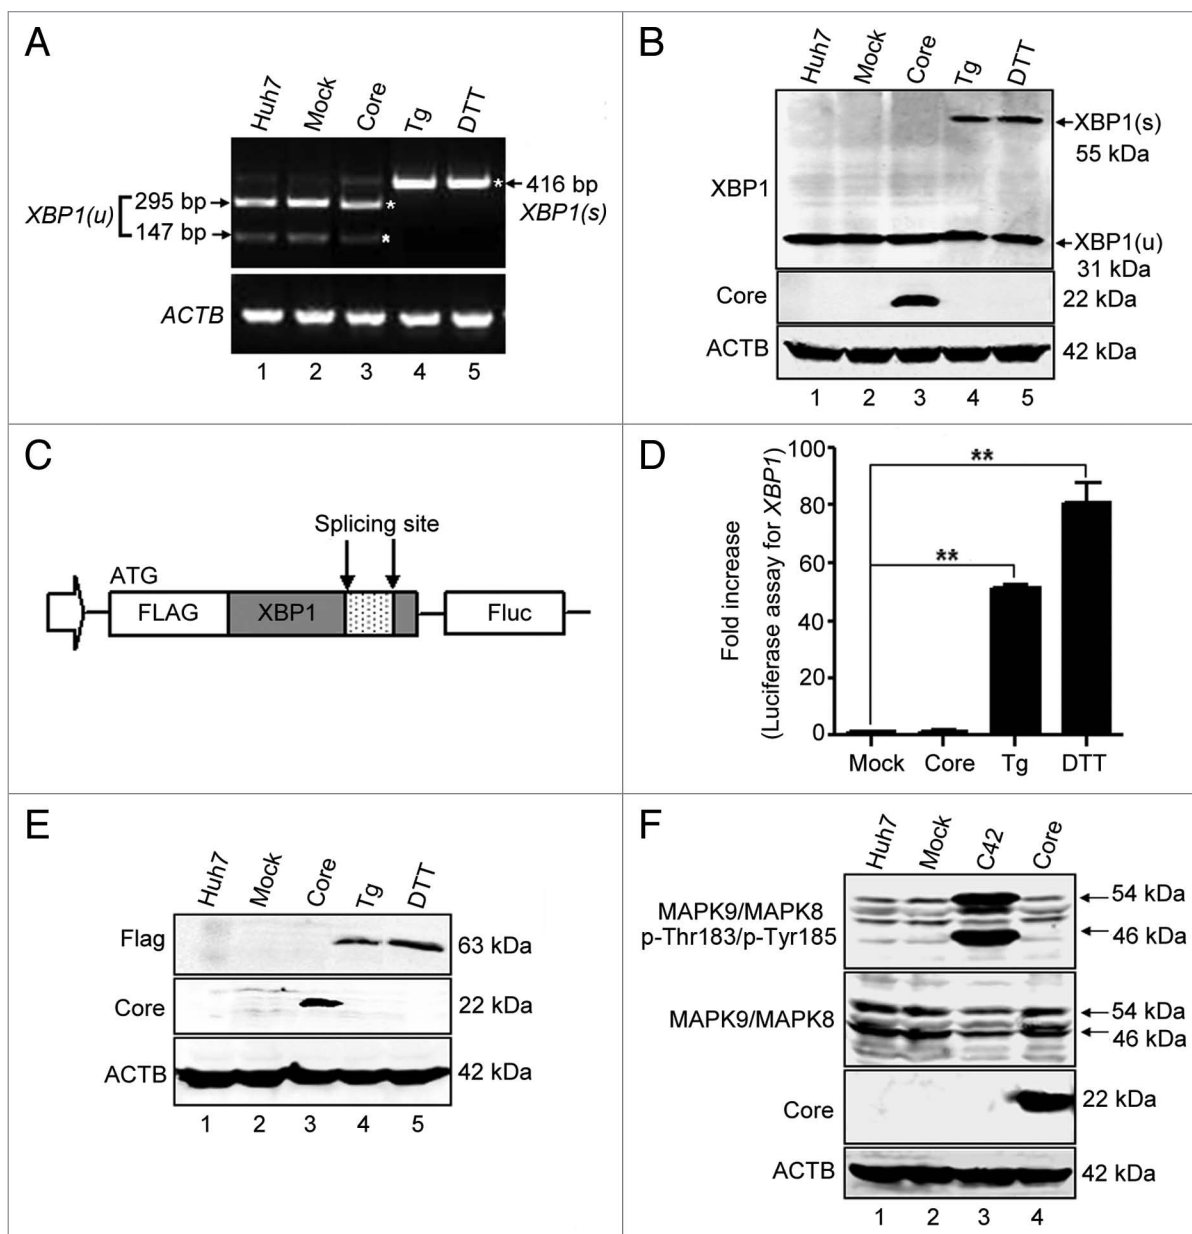 A
Huh7 Mock Core Tg DTT
XBP1(u)
295 bp
147 bp
*
*
* 416 bp
XBP1(s)
ACTB
1 2 3 4 5
B
Huh7 Mock Core Tg DTT
XBP1
XBP1(s)
55 kDa
XBP1(u)
31 kDa
Core 22 kDa
ACTB 42 kDa
1 2 3 4 5
C
Splicing site
ATG
FLAG XBP1 Fluc
D
Fold increase
(Luciferase assay for XBP1)
100
80
60
40
20
0
**
**
Mock Core Tg DTT
E
Huh7 Mock Core Tg DTT
Flag 63 kDa
Core 22 kDa
ACTB 42 kDa
1 2 3 4 5
F
Huh7 Mock C42 Core
MAPK9/MAPK8
p-Thr183/p-Tyr185
54 kDa
46 kDa
MAPK9/MAPK8
54 kDa
46 kDa
Core 22 kDa
ACTB 42 kDa
1 2 3 4